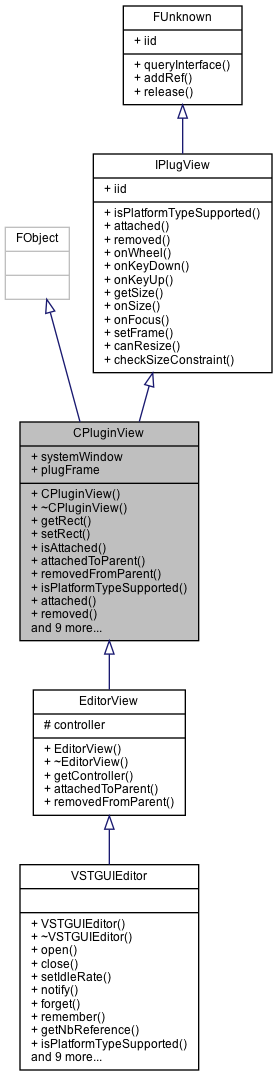 FUnknown
+ iid
+ queryInterface()
+ addRef()
+ release()
IPlugView
+ iid
+ isPlatformTypeSupported()
+ attached()
+ removed()
+ onWheel()
+ onKeyDown()
+ onKeyUp()
+ getSize()
+ onSize()
+ onFocus()
+ setFrame()
+ canResize()
+ checkSizeConstraint()
FObject
CPluginView
+ systemWindow
+ plugFrame
+ CPluginView()
+ ~CPluginView()
+ getRect()
+ setRect()
+ isAttached()
+ attachedToParent()
+ removedFromParent()
+ isPlatformTypeSupported()
+ attached()
+ removed()
and 9 more...
EditorView
# controller
+ EditorView()
+ ~EditorView()
+ getController()
+ attachedToParent()
+ removedFromParent()
VSTGUIEditor
+ VSTGUIEditor()
+ ~VSTGUIEditor()
+ open()
+ close()
+ setIdleRate()
+ notify()
+ forget()
+ remember()
+ getNbReference()
+ isPlatformTypeSupported()
and 9 more...